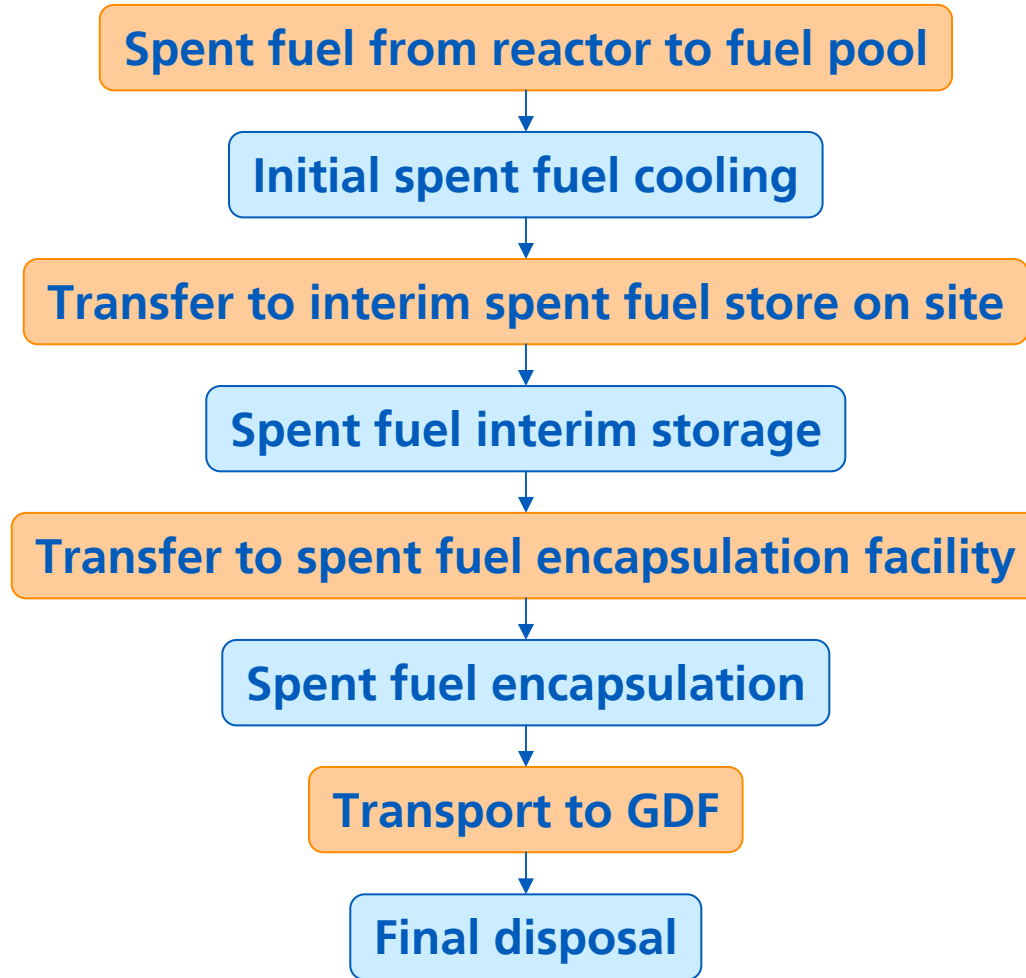 Spent fuel from reactor to fuel pool
Initial spent fuel cooling
Transfer to interim spent fuel store on site
Spent fuel interim storage
Transfer to spent fuel encapsulation facility
Spent fuel encapsulation
Transport to GDF
Final disposal